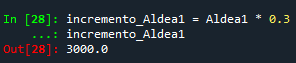 In [28]: incremento_Aldea1 = Aldea1 * 0.3
...: incremento_Aldea1
Out[28]: 3000.0